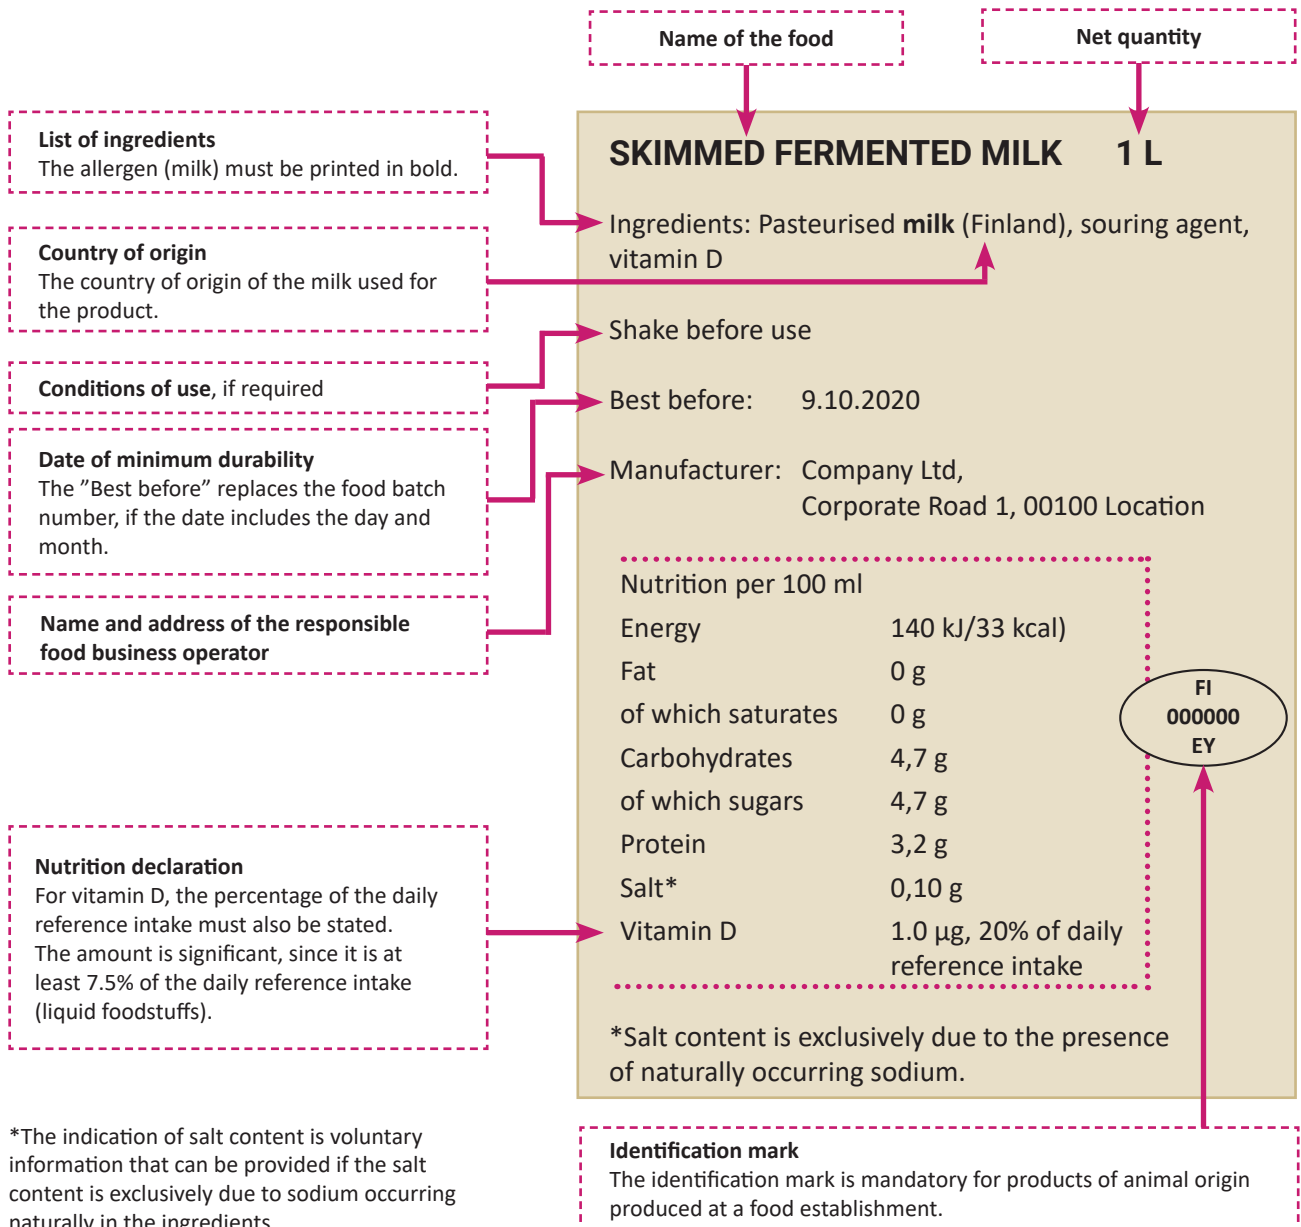 Name of the food
Net quantity
List of ingredients
The allergen (milk) must be printed in bold.
Country of origin
The country of origin of the milk used for
the product.
Conditions of use, if required
Date of minimum durability
The ”Best before” replaces the food batch
number, if the date includes the day and
month.
Name and address of the responsible
food business operator
Nutrition declaration
For vitamin D, the percentage of the daily
reference intake must also be stated.
The amount is significant, since it is at
least 7.5% of the daily reference intake
(liquid foodstuffs).
*The indication of salt content is voluntary
information that can be provided if the salt
content is exclusively due to sodium occurring
naturally in the ingredients
SKIMMED FERMENTED MILK 1 L
Ingredients: Pasteurised milk (Finland), souring agent,
vitamin D
Shake before use
Best before: 9.10.2020
Manufacturer: Company Ltd,
Corporate Road 1, 00100 Location
Nutrition per 100 ml
Energy 140 kJ/33 kcal)
Fat 0 g
of which saturates 0 g
Carbohydrates 4,7 g
of which sugars 4,7 g
Protein 3,2 g
Salt* 0,10 g
Vitamin D 1.0 µg, 20% of daily
reference intake
*Salt content is exclusively due to the presence
of naturally occurring sodium.
FI
000000
EY
Identification mark
The identification mark is mandatory for products of animal origin
produced at a food establishment.